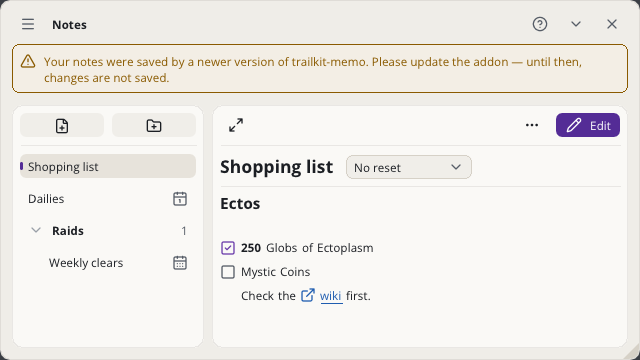 Notes
Your notes were saved by a newer version of trailkit-memo. Please update the addon — until then,
changes are not saved.
Edit
Shopping list
Dailies
Raids 1
Weekly clears
Shopping list No reset
Ectos
250 Globs of Ectoplasm
Mystic Coins
Check the wiki first.